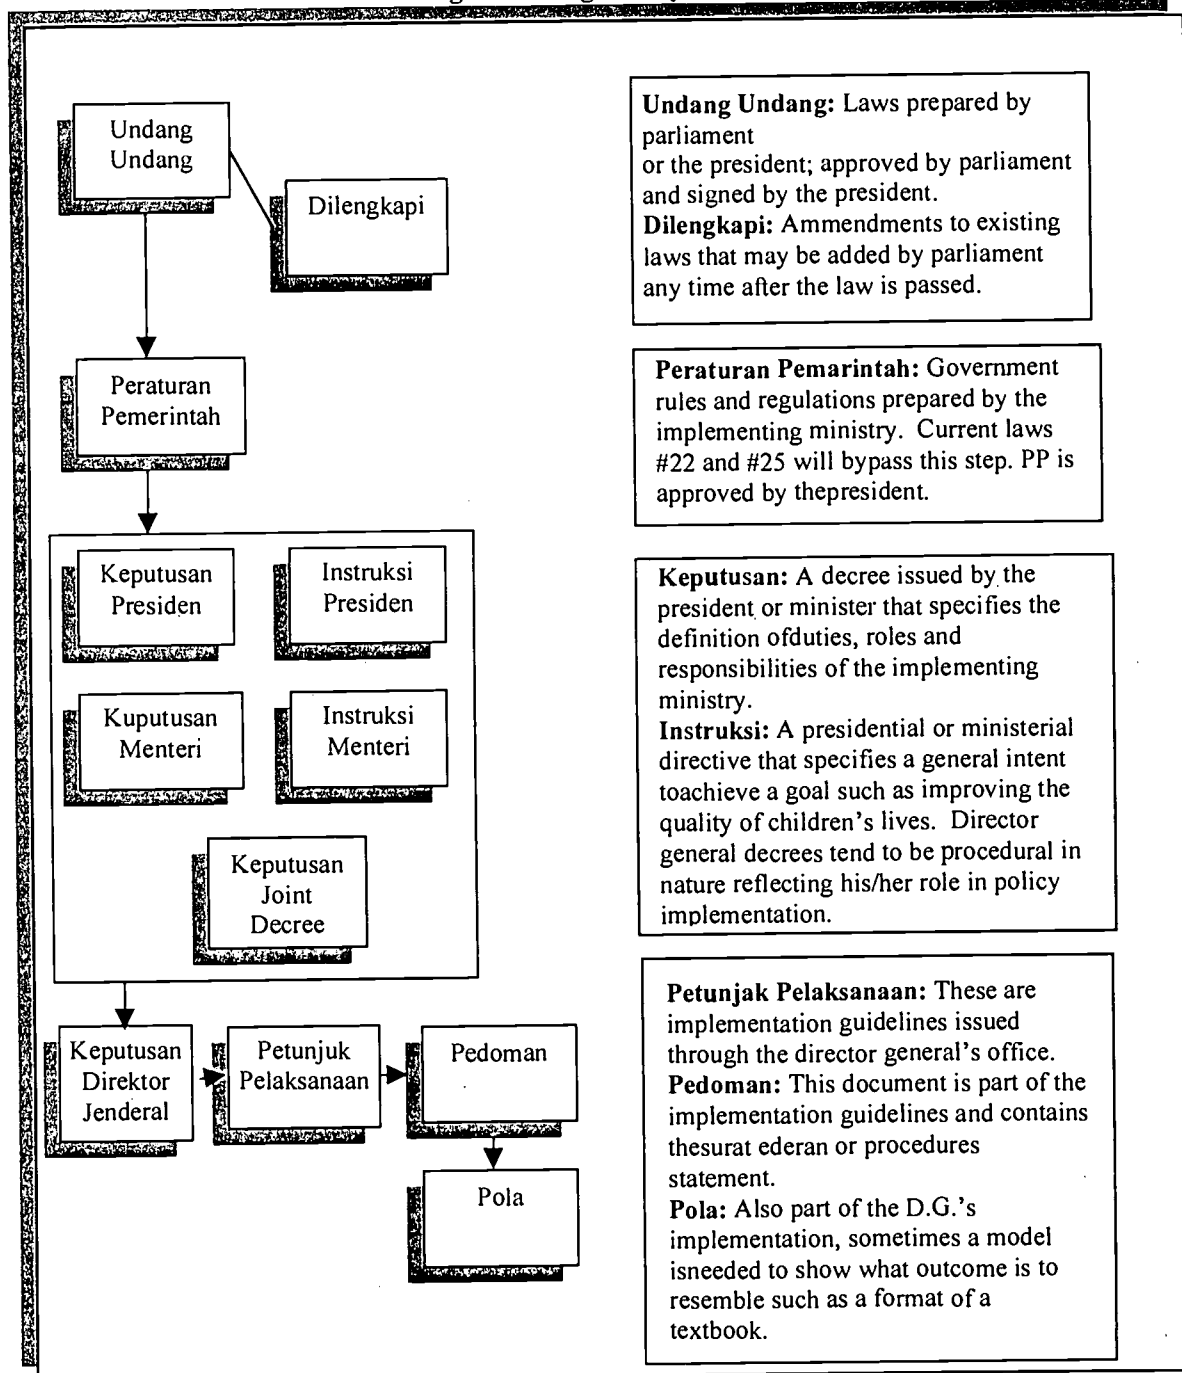 Undang
Undang
Dilengkapi
Undang Undang: Laws prepared by
parliament
or the president; approved by parliament
and signed by the president.
Dilengkapi: Ammendments to existing
laws that may be added by parliament
any time after the law is passed.
Peraturan
Pemerintah
Peraturan Pemarintah: Government
rules and regulations prepared by the
implementing ministry. Current laws
#22 and #25 will bypass this step. PP is
approved by thepresident.
Keputusan
Presiden
Instruksi
Presiden
Kuputusan
Menteri
Instruksi
Menteri
Keputusan
Joint
Decree
Keputusan: A decree issued by the
president or minister that specifies the
definition ofduties, roles and
responsibilities of the implementing
ministry.
Instruksi: A presidential or ministerial
directive that specifies a general intent
toachieve a goal such as improving the
quality of children's lives. Director
general decrees tend to be procedural in
nature reflecting his/her role in policy
implementation.
Keputusan
Direktor
Jenderal
Petunjuk
Pelaksanaan
Pedoman
Pola
Petunjak Pelaksanaan: These are
implementation guidelines issued
through the director general's office.
Pedoman: This document is part of the
implementation guidelines and contains
thesurat ederan or procedures
statement.
Pola: Also part of the D.G.'s
implementation, sometimes a model
isneeded to show what outcome is to
resemble such as a format of a
textbook.